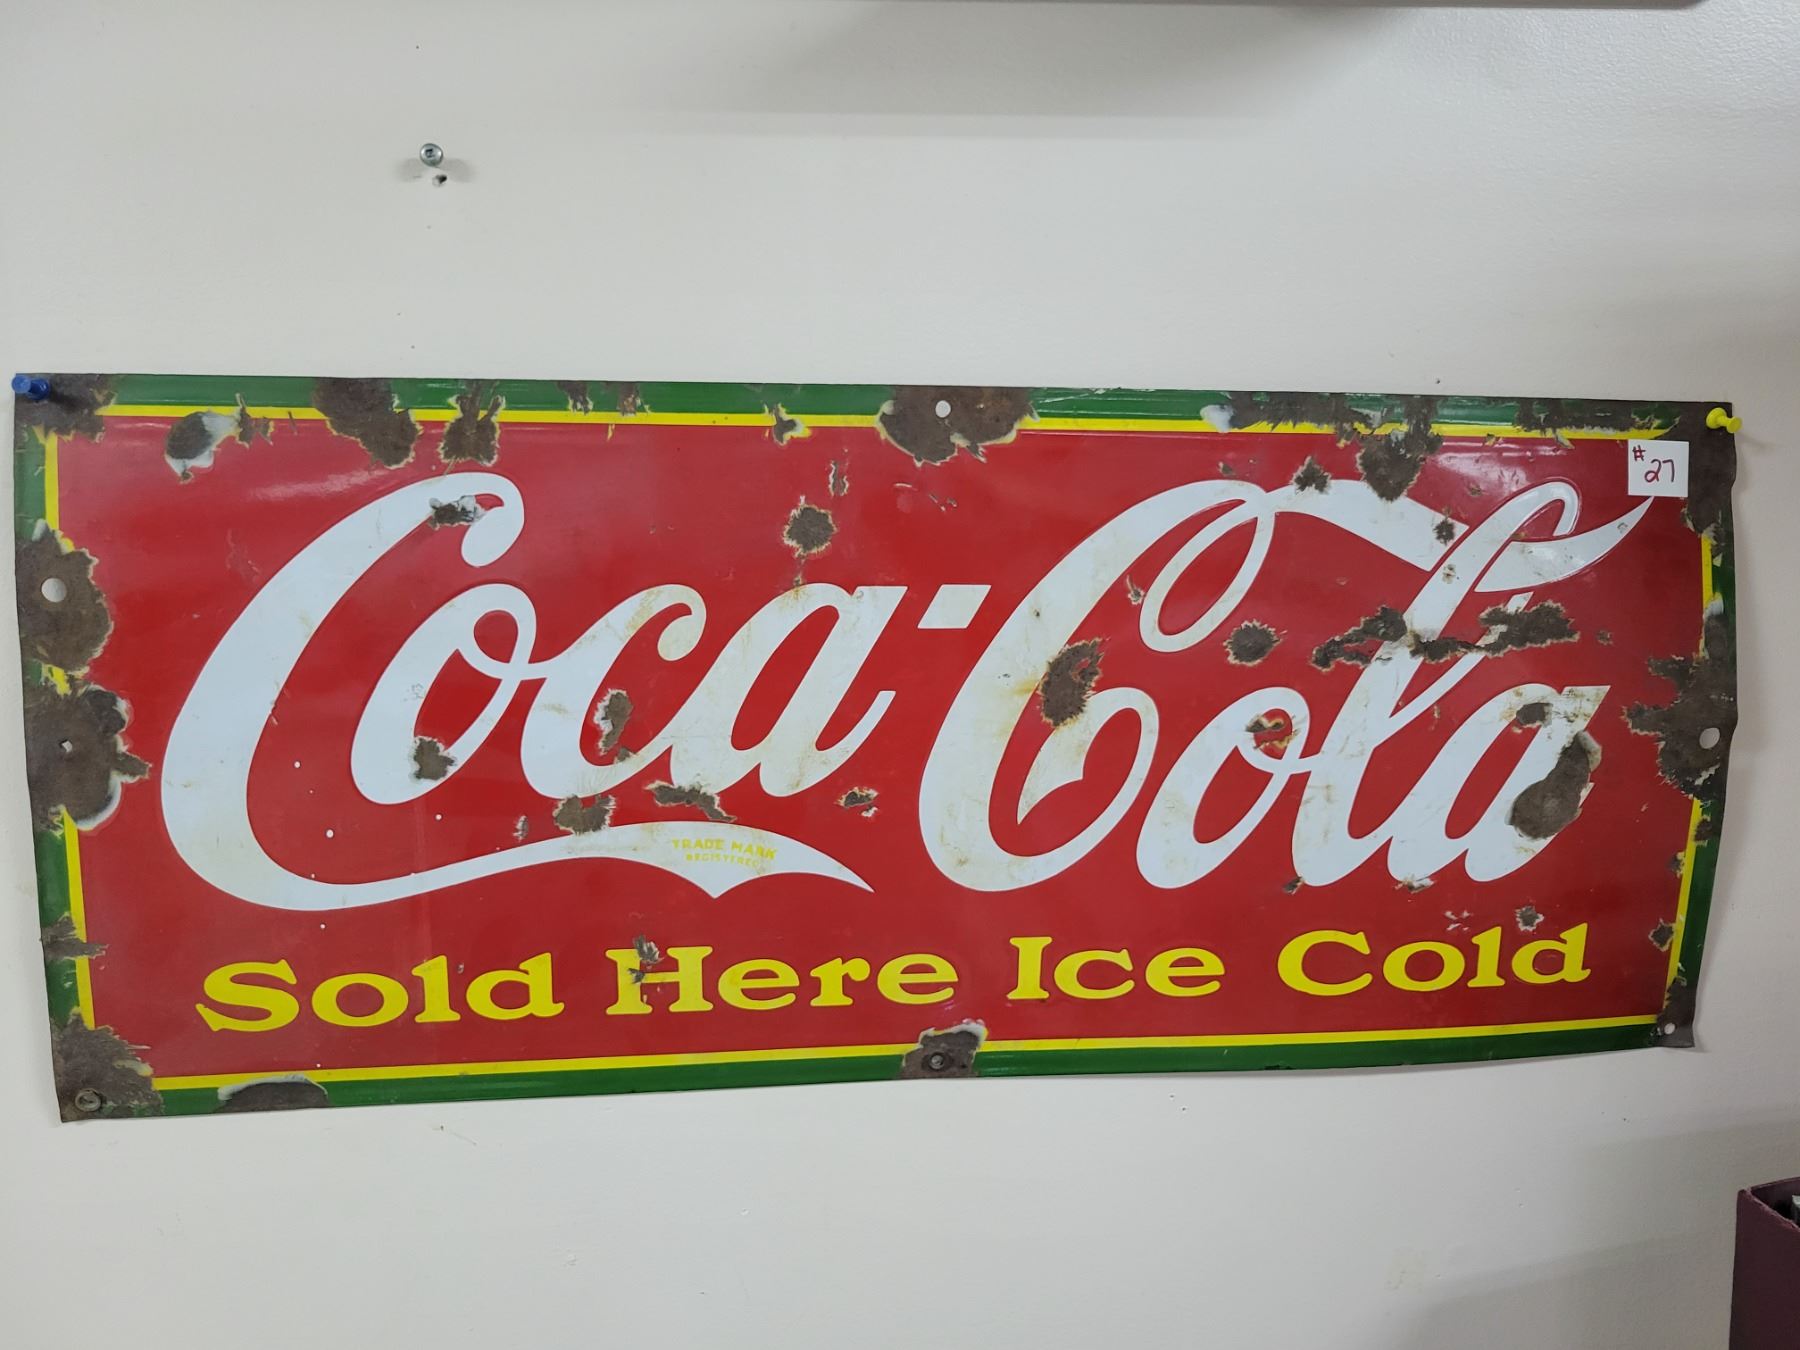 # 27
Coca-Cola
TRADE MARK
REGISTERED
Sold Here Ice Cold